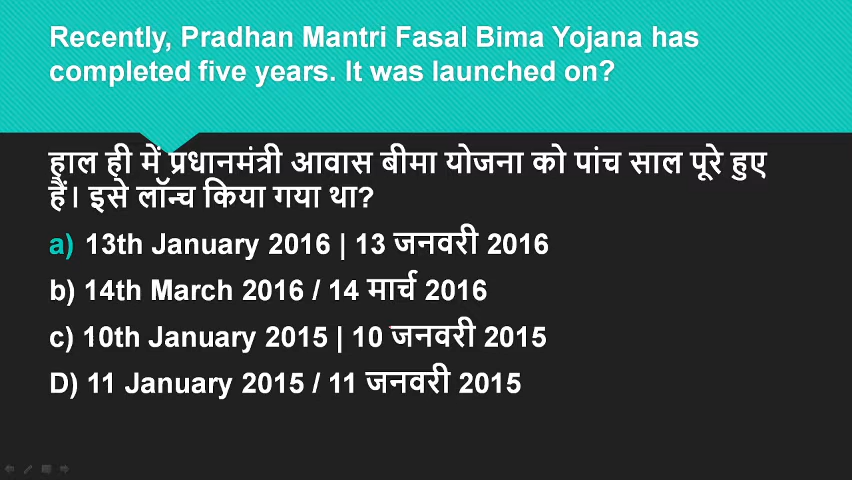 Recently, Pradhan Mantri Fasal Bima Yojana has
completed five years. It was launched on?
हाल ही में प्रधानमंत्री आवास बीमा योजना को पांच साल पूरे हुए
हैं। इसे लॉन्च किया गया था?
a) 13th January 2016 | 13 जनवरी 2016
b) 14th March 2016 / 14 मार्च 2016
c) 10th January 2015 | 10 जनवरी 2015
D) 11 January 2015 / 11 जनवरी 2015